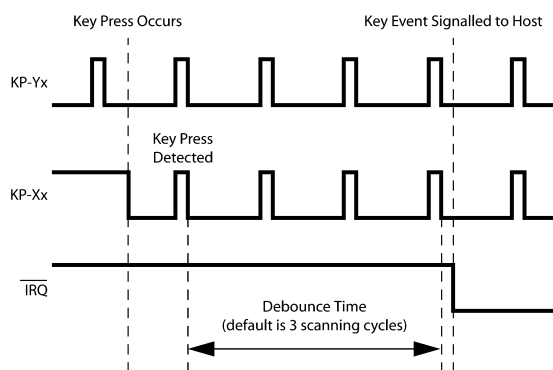 Key Press Occurs
Key Event Signalled to Host
KP-Yx
Key Press
Detected
KP-Xx
IRQ
Debounce Time
(default is 3 scanning cycles)